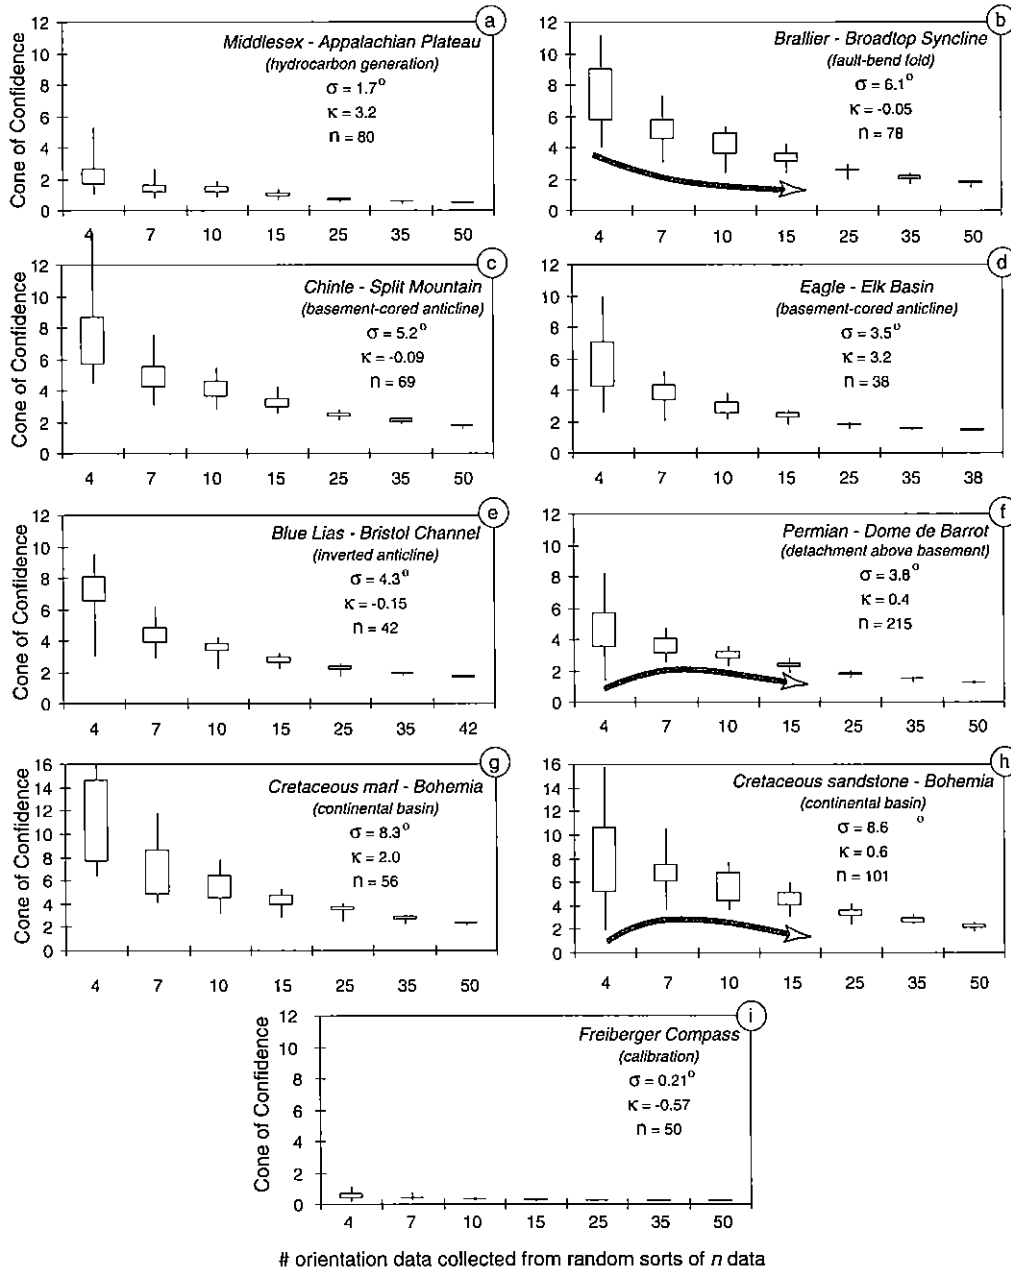 a
Middlesex - Appalachian Plateau
(hydrocarbon generation)
σ = 1.7°
κ = 3.2
n = 80
Cone of Confidence
12
10
8
6
4
2
0
4 7 10 15 25 35 50
b
Brallier - Broadtop Syncline
(fault-bend fold)
σ = 6.1°
κ = -0.05
n = 78
12
10
8
6
4
2
0
4 7 10 15 25 35 50
c
Chinle - Split Mountain
(basement-cored anticline)
σ = 5.2°
κ = -0.09
n = 69
Cone of Confidence
12
10
8
6
4
2
0
4 7 10 15 25 35 50
d
Eagle - Elk Basin
(basement-cored anticline)
σ = 3.5°
κ = 3.2
n = 38
12
10
8
6
4
2
0
4 7 10 15 25 35 38
e
Blue Lias - Bristol Channel
(inverted anticline)
σ = 4.3°
κ = -0.15
n = 42
Cone of Confidence
12
10
8
6
4
2
0
4 7 10 15 25 35 42
f
Permian - Dome de Barrot
(detachment above basement)
σ = 3.8°
κ = 0.4
n = 215
12
10
8
6
4
2
0
4 7 10 15 25 35 50
g
Cretaceous marl - Bohemia
(continental basin)
σ = 8.3°
κ = 2.0
n = 56
Cone of Confidence
16
14
12
10
8
6
4
2
0
4 7 10 15 25 35 50
h
Cretaceous sandstone - Bohemia
(continental basin)
σ = 8.6 °
κ = 0.6
n = 101
16
14
12
10
8
6
4
2
0
4 7 10 15 25 35 50
i
Freiberger Compass
(calibration)
σ = 0.21°
κ = -0.57
n = 50
Cone of Confidence
12
10
8
6
4
2
0
4 7 10 15 25 35 50
# orientation data collected from random sorts of n data